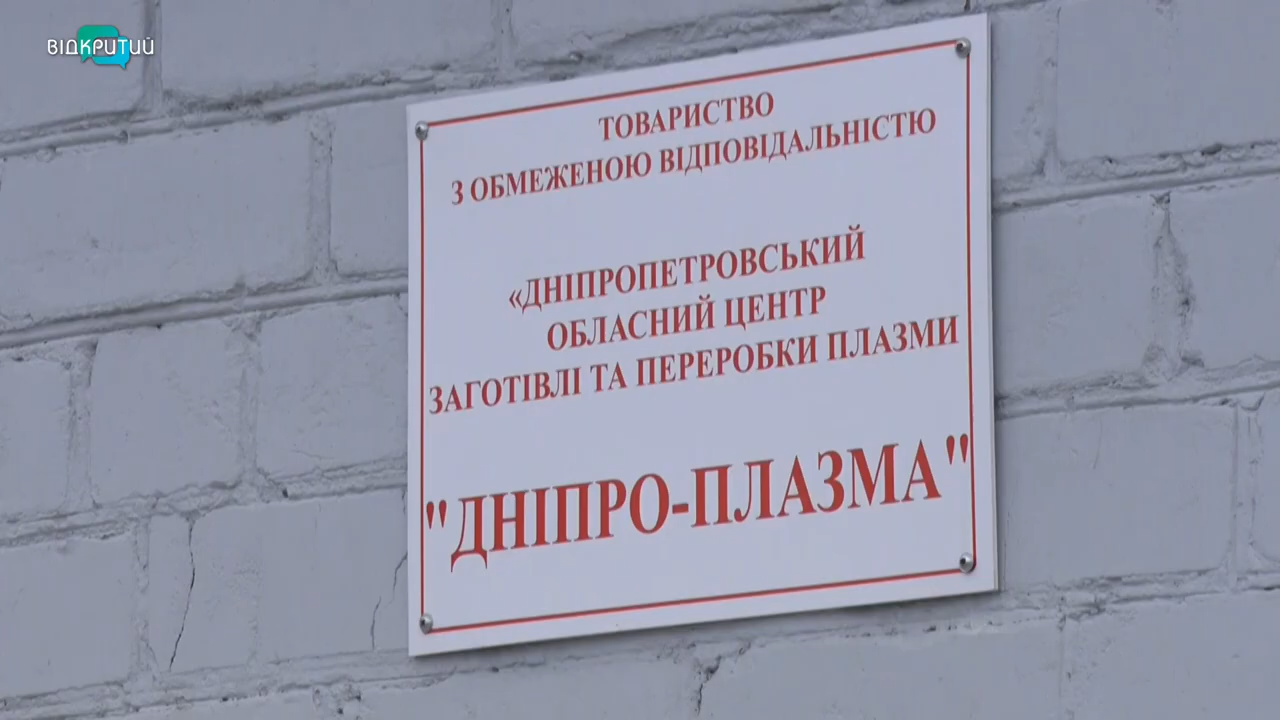 ВІДКРИТИЙ
ТОВАРИСТВО
З ОБМЕЖЕНОЮ ВІДПОВІДАЛЬНІСТЮ
«ДНІПРОПЕТРОВСЬКИЙ
ОБЛАСНИЙ ЦЕНТР
ЗАГОТІВЛІ ТА ПЕРЕРОБКИ ПЛАЗМИ
"ДНІПРО-ПЛАЗМА"